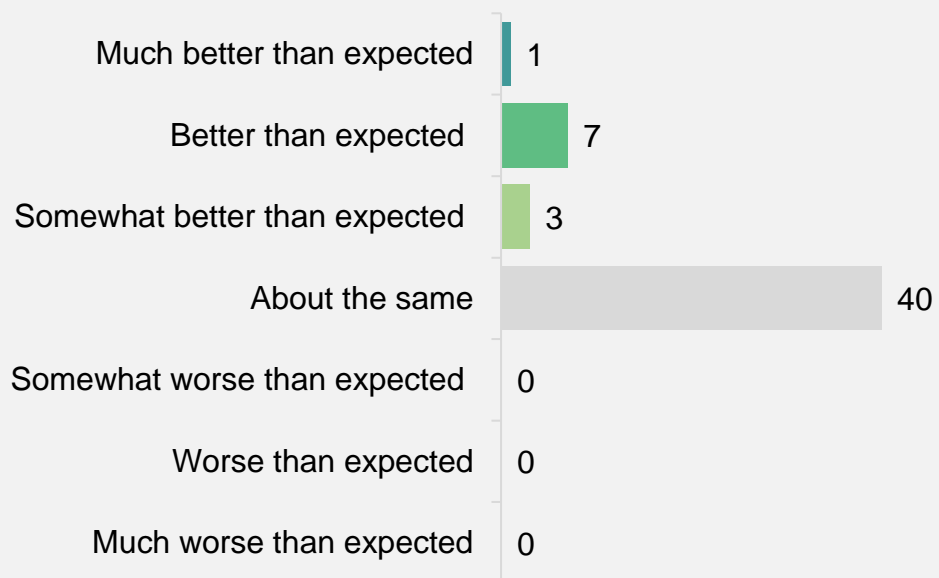 Much better than expected 1
Better than expected 7
Somewhat better than expected 3
About the same 40
Somewhat worse than expected 0
Worse than expected 0
Much worse than expected 0